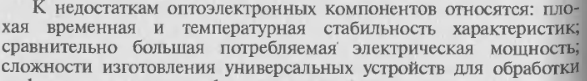 К недостаткам оптоэлектронных компонентов относятся: пло-
хая временная и температурная стабильность характеристик;
сравнительно большая потребляемая электрическая мощность;
сложности изготовления универсальных устройств для обработки